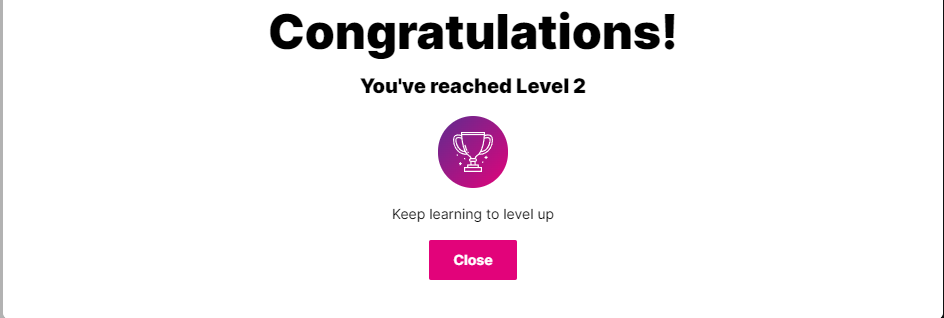 Congratulations!
You've reached Level 2
Keep learning to level up
Close